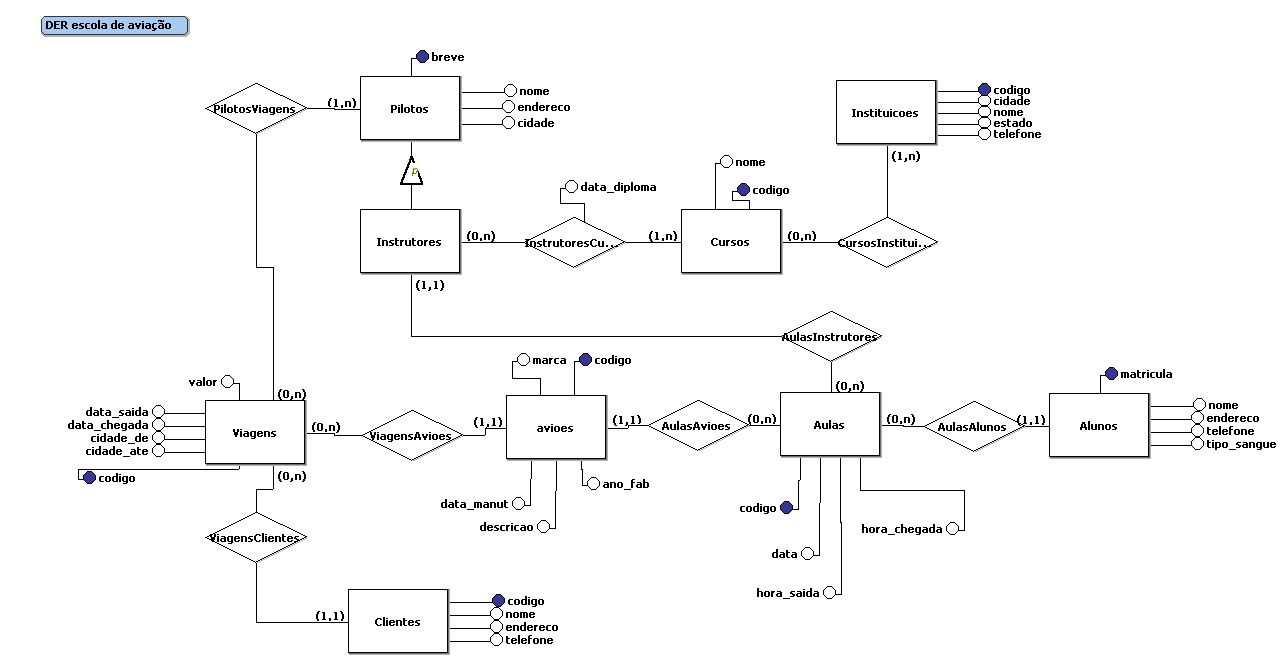 DER escola de aviação
breve
PilotosViagens
(1,n)
Pilotos
nome
endereco
cidade
Instituicoes
codigo
cidade
nome
estado
telefone
(1,n)
p
nome
codigo
data_diploma
Instrutores
(0,n)
InstrutoresCu...
(1,n)
Cursos
(0,n)
CursosInstitui...
(1,1)
AulasInstrutores
(0,n)
valor
data_saida
data_chegada
cidade_de
cidade_ate
codigo
(0,n)
Viagens
(0,n)
(0,n)
ViagensAvioes
(1,1)
marca
codigo
avioes
data_manut
descricao
ano_fab
(1,1)
AulasAvioes
(0,n)
Aulas
codigo
data
hora_saida
hora_chegada
(0,n)
AulasAlunos
(1,1)
matricula
Alunos
nome
endereco
telefone
tipo_sangue
ViagensClientes
(1,1)
Clientes
codigo
nome
endereco
telefone